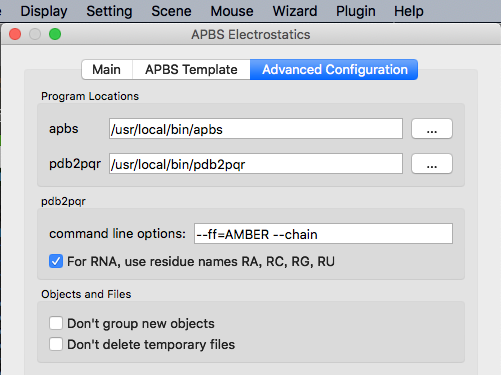 Display Setting Scene Mouse Wizard Plugin Help
APBS Electrostatics
Main APBS Template Advanced Configuration
Program Locations
apbs /usr/local/bin/apbs ...
pdb2pqr /usr/local/bin/pdb2pqr ...
pdb2pqr
command line options: --ff=AMBER --chain
For RNA, use residue names RA, RC, RG, RU
Objects and Files
Don't group new objects
Don't delete temporary files